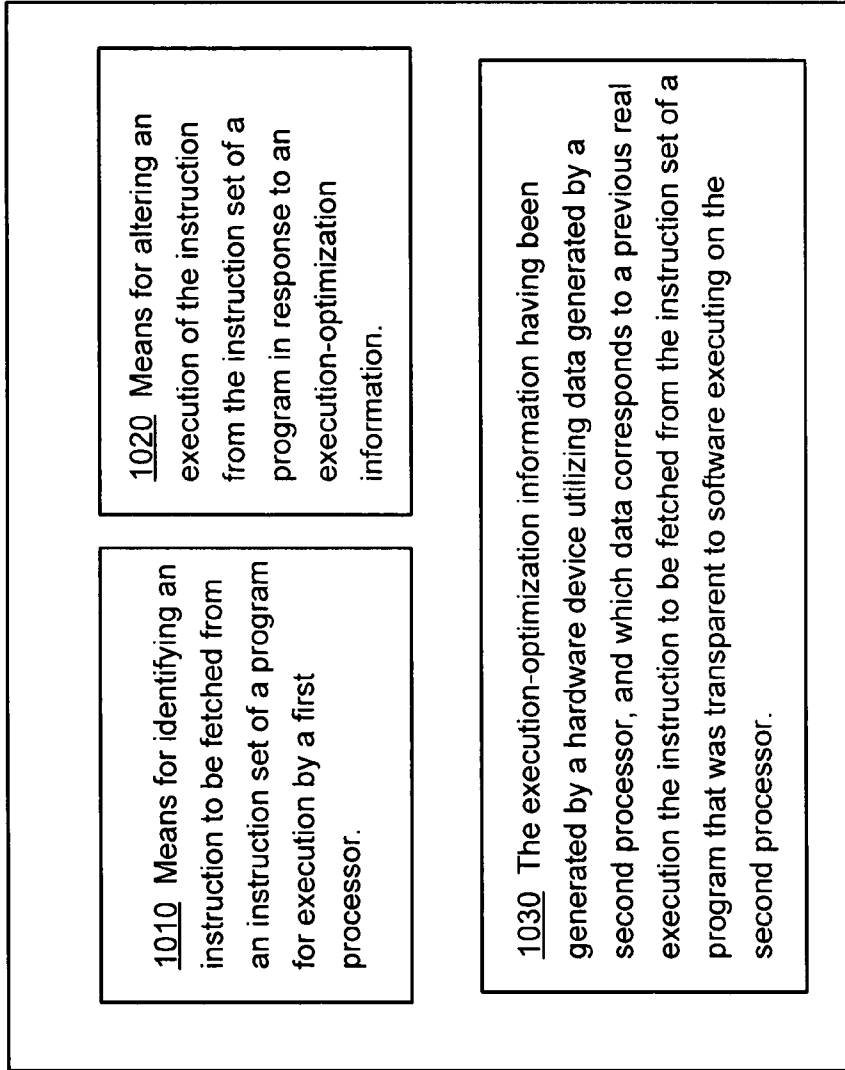 1010 Means for identifying an
instruction to be fetched from
an instruction set of a program
for execution by a first
processor.
1020 Means for altering an
execution of the instruction
from the instruction set of a
program in response to an
execution-optimization
information.
1030 The execution-optimization information having been
generated by a hardware device utilizing data generated by a
second processor, and which data corresponds to a previous real
execution the instruction to be fetched from the instruction set of a
program that was transparent to software executing on the
second processor.